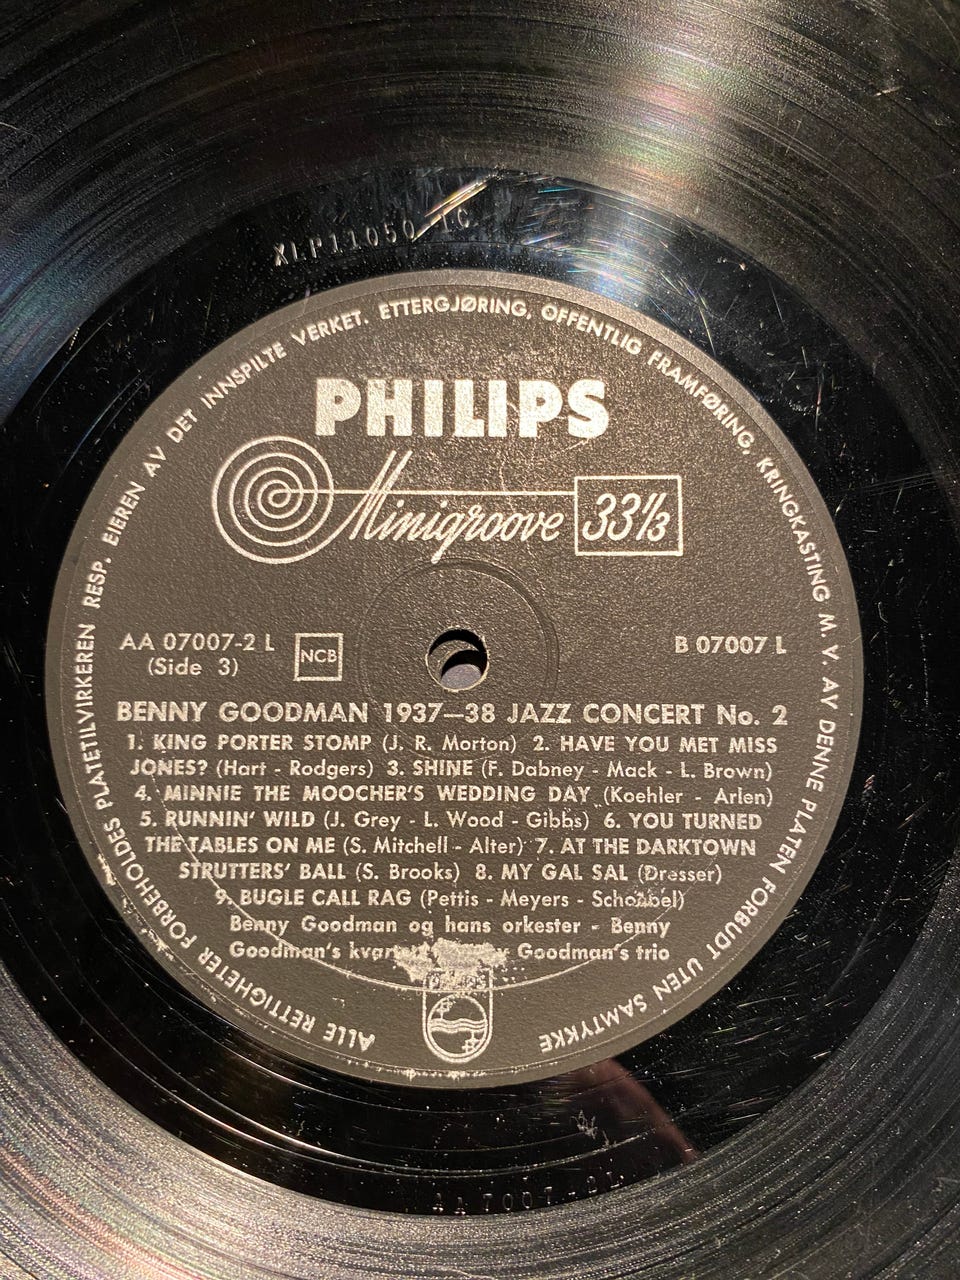 XLP11050 1C
ALLE RETTIGHETER FORBEHOLDES PLATETILVIRKEREN RESP. EIEREN AV DET INNSPILTE VERKET. ETTERGJØRING, OFFENTLIG FRAMFØRING, KRINGKASTING M. V. AV DENNE PLATEN FORBUDT UTEN SAMTYKKE
PHILIPS
Minigroove 33⅓
AA 07007-2 L NCB B 07007 L
(Side 3)
BENNY GOODMAN 1937—38 JAZZ CONCERT No. 2
1. KING PORTER STOMP (J. R. Morton) 2. HAVE YOU MET MISS
JONES? (Hart - Rodgers) 3. SHINE (F. Dabney - Mack - L. Brown)
4. MINNIE THE MOOCHER'S WEDDING DAY (Koehler - Arlen)
5. RUNNIN' WILD (J. Grey - L. Wood - Gibbs) 6. YOU TURNED
THE TABLES ON ME (S. Mitchell - Alter) 7. AT THE DARKTOWN
STRUTTERS' BALL (S. Brooks) 8. MY GAL SAL (Dresser)
9. BUGLE CALL RAG (Pettis - Meyers - Schoebel)
Benny Goodman og hans orkester - Benny
Goodman's Goodman's trio
PHILIPS
AA 7007 - 2L